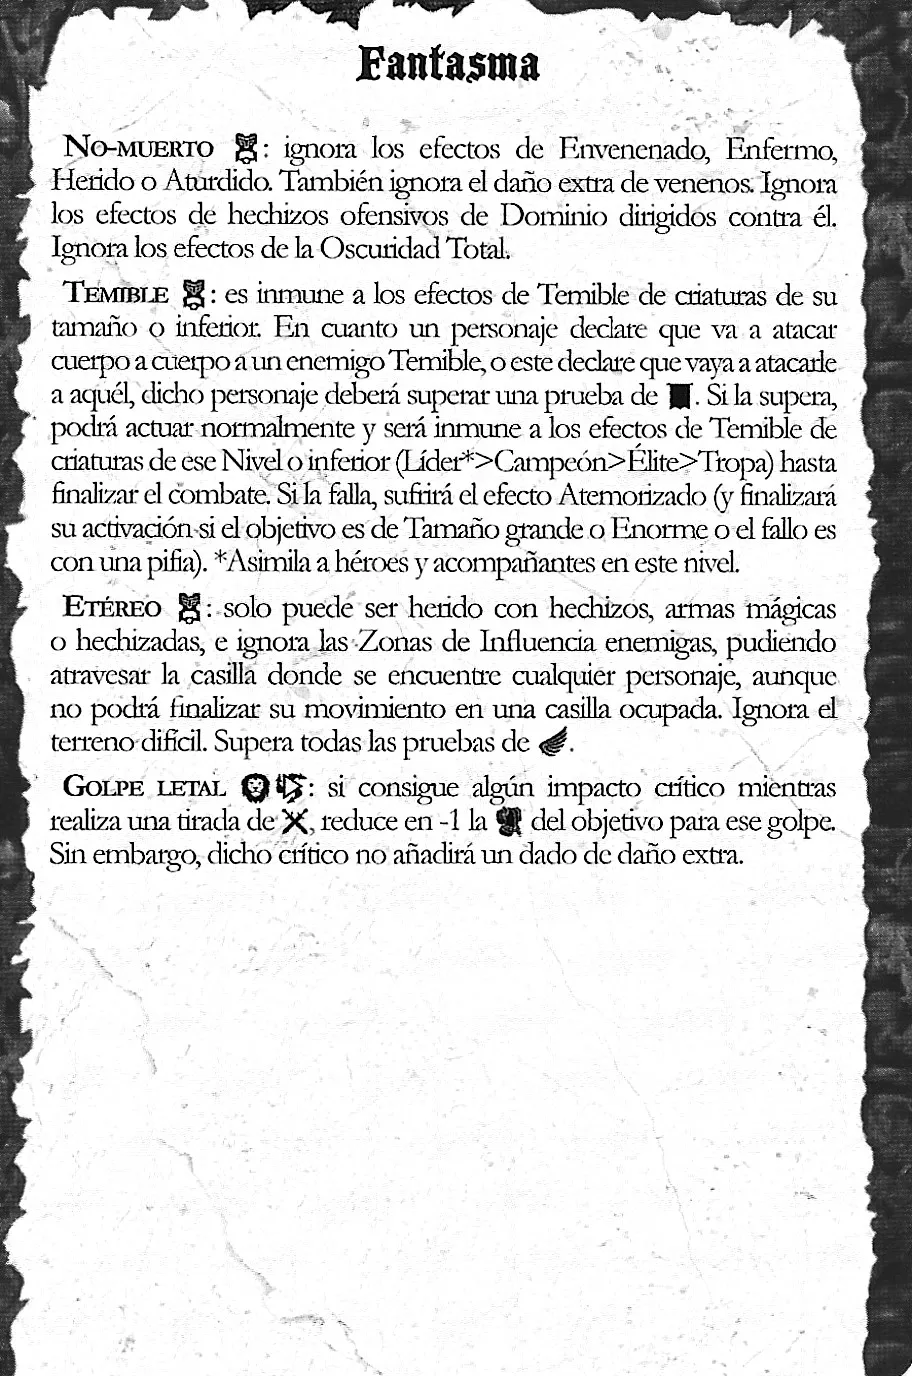 Fantasma
No-muerto : ignora los efectos de Envenenado, Enfermo,
Herido o Aturdido. También ignora el daño extra de venenos. Ignora
los efectos de hechizos ofensivos de Dominio dirigidos contra él.
Ignora los efectos de la Oscuridad Total.
Temible : es inmune a los efectos de Temible de criaturas de su
tamaño o inferior. En cuanto un personaje declare que va a atacar
cuerpo a cuerpo a un enemigo Temible, o este declare que vaya a atacarle
a aquél, dicho personaje deberá superar una prueba de . Si la supera,
podrá actuar normalmente y será inmune a los efectos de Temible de
criaturas de ese Nivel o inferior (Líder*>Campeón>Élite>Tropa) hasta
finalizar el combate. Si la falla, sufrirá el efecto Atemorizado (y finalizará
su activación si el objetivo es de Tamaño grande o Enorme o el fallo es
con una pifia). *Asimila a héroes y acompañantes en este nivel.
Etéreo : solo puede ser herido con hechizos, armas mágicas
o hechizadas, e ignora las Zonas de Influencia enemigas, pudiendo
atravesar la casilla donde se encuentre cualquier personaje, aunque
no podrá finalizar su movimiento en una casilla ocupada. Ignora el
terreno difícil. Supera todas las pruebas de .
Golpe letal : si consigue algún impacto crítico mientras
realiza una tirada de , reduce en -1 la del objetivo para ese golpe.
Sin embargo, dicho crítico no añadirá un dado de daño extra.